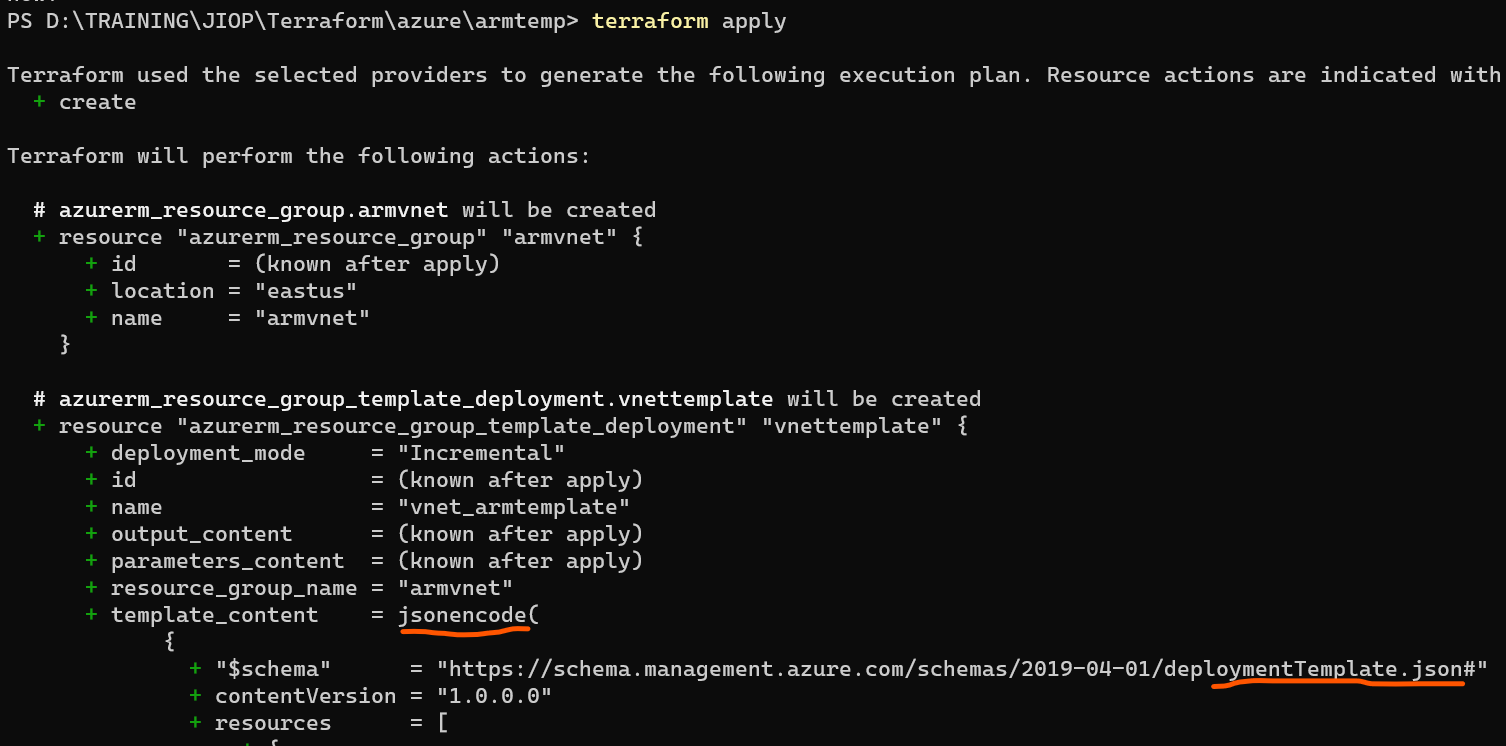 PS D:\TRAINING\JIOP\Terraform\azure\armtemp> terraform apply
Terraform used the selected providers to generate the following execution plan. Resource actions are indicated with
+ create
Terraform will perform the following actions:
# azurerm_resource_group.armvnet will be created
+ resource "azurerm_resource_group" "armvnet" {
+ id       = (known after apply)
+ location = "eastus"
+ name     = "armvnet"
}
# azurerm_resource_group_template_deployment.vnettemplate will be created
+ resource "azurerm_resource_group_template_deployment" "vnettemplate" {
+ deployment_mode     = "Incremental"
+ id                  = (known after apply)
+ name                = "vnet_armtemplate"
+ output_content      = (known after apply)
+ parameters_content  = (known after apply)
+ resource_group_name = "armvnet"
+ template_content    = jsonencode(
{
+ "$schema"      = "https://schema.management.azure.com/schemas/2019-04-01/deploymentTemplate.json#"
+ contentVersion = "1.0.0.0"
+ resources      = [